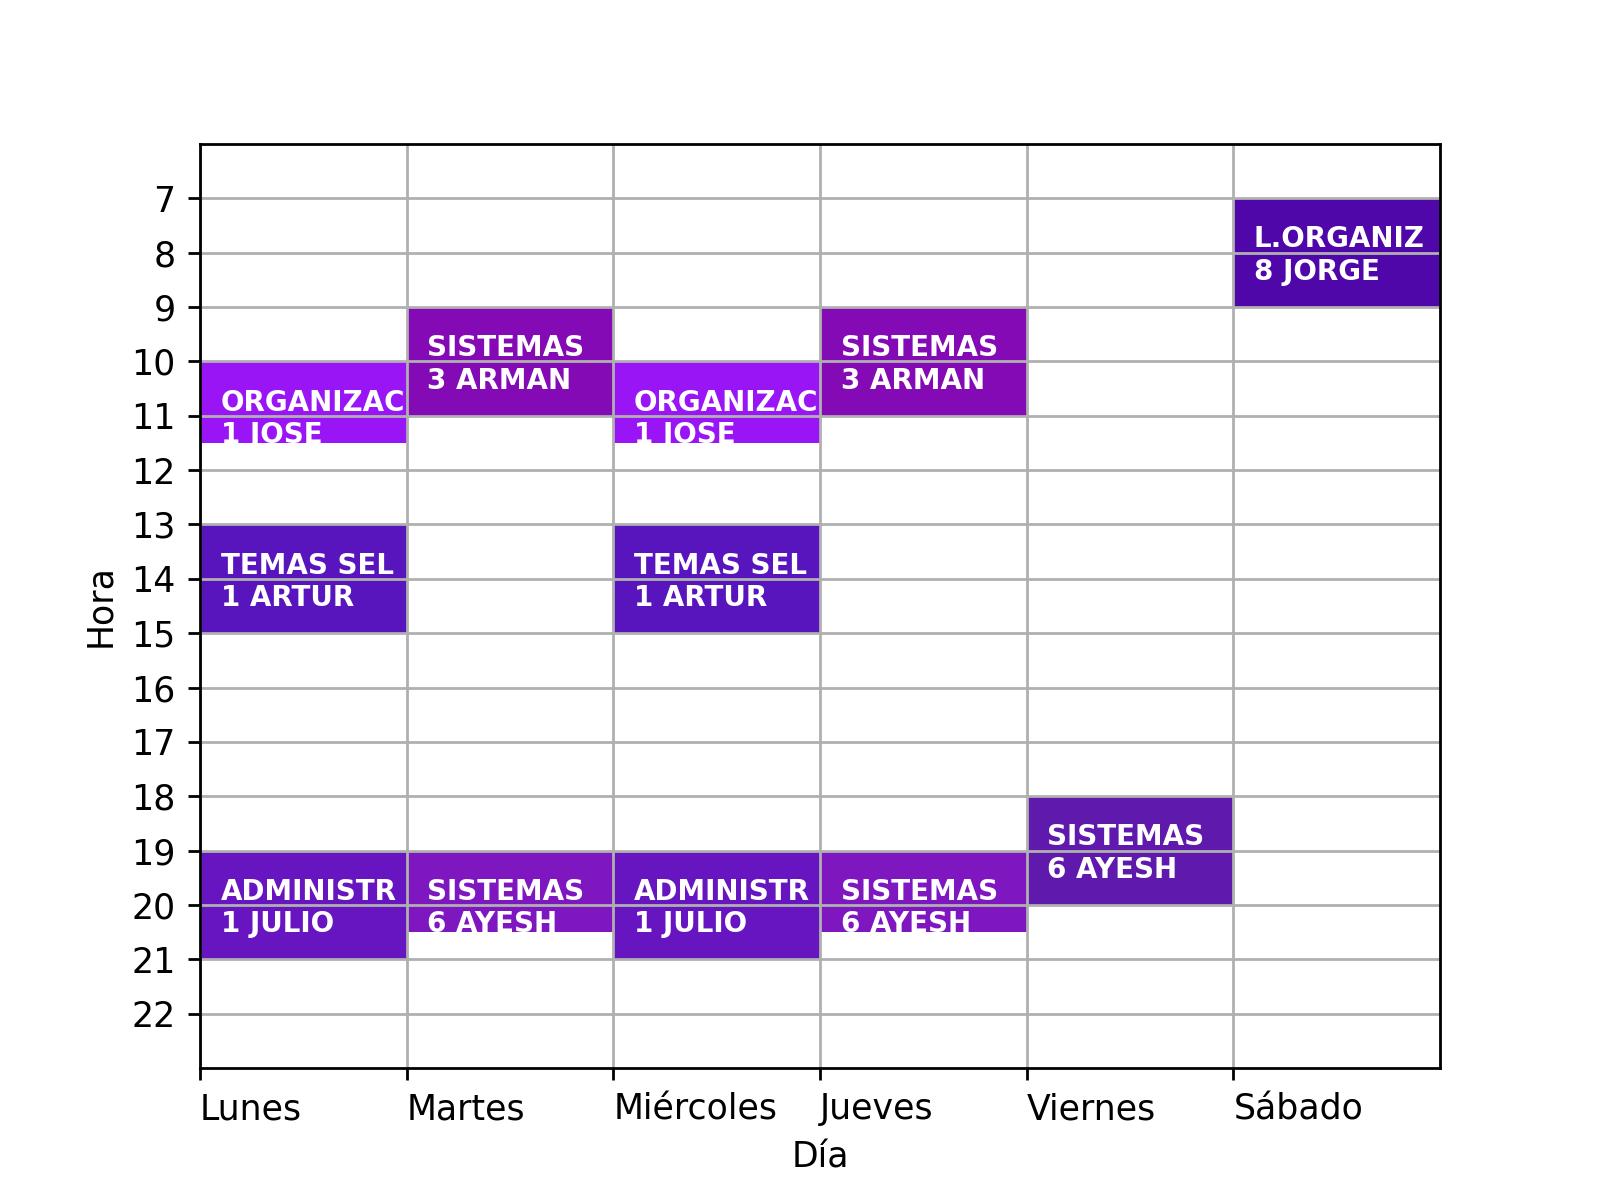 7
8
9
10
11
12
13
14
15
16
17
18
19
20
21
22
Hora
L.ORGANIZ
8 JORGE
SISTEMAS
3 ARMAN
SISTEMAS
3 ARMAN
ORGANIZAC
1 JOSE
ORGANIZAC
1 JOSE
TEMAS SEL
1 ARTUR
TEMAS SEL
1 ARTUR
SISTEMAS
6 AYESH
ADMINISTR
1 JULIO
SISTEMAS
6 AYESH
ADMINISTR
1 JULIO
SISTEMAS
6 AYESH
Lunes Martes Miércoles Jueves Viernes Sábado
Día